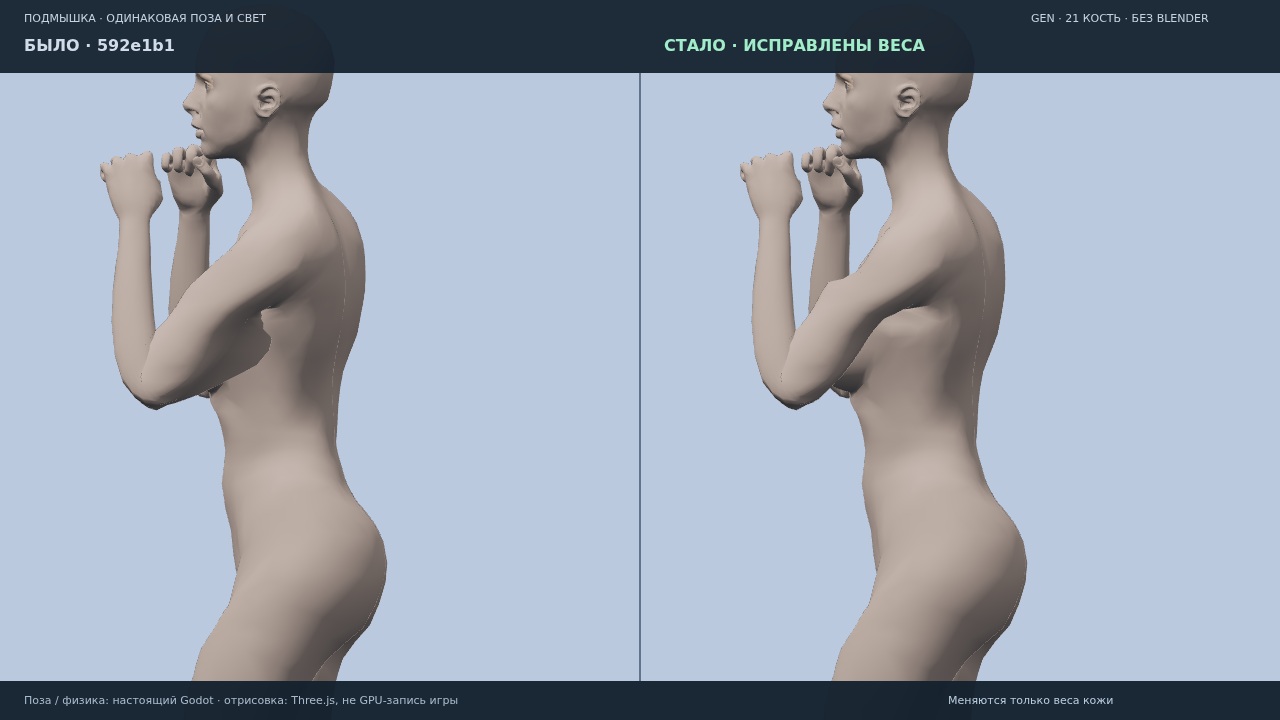 ПОДМЫШКА · ОДИНАКОВАЯ ПОЗА И СВЕТ
GEN · 21 КОСТЬ · БЕЗ BLENDER
БЫЛО · 592e1b1
СТАЛО · ИСПРАВЛЕНЫ ВЕСА
Поза / физика: настоящий Godot · отрисовка: Three.js, не GPU-запись игры
Меняются только веса кожи